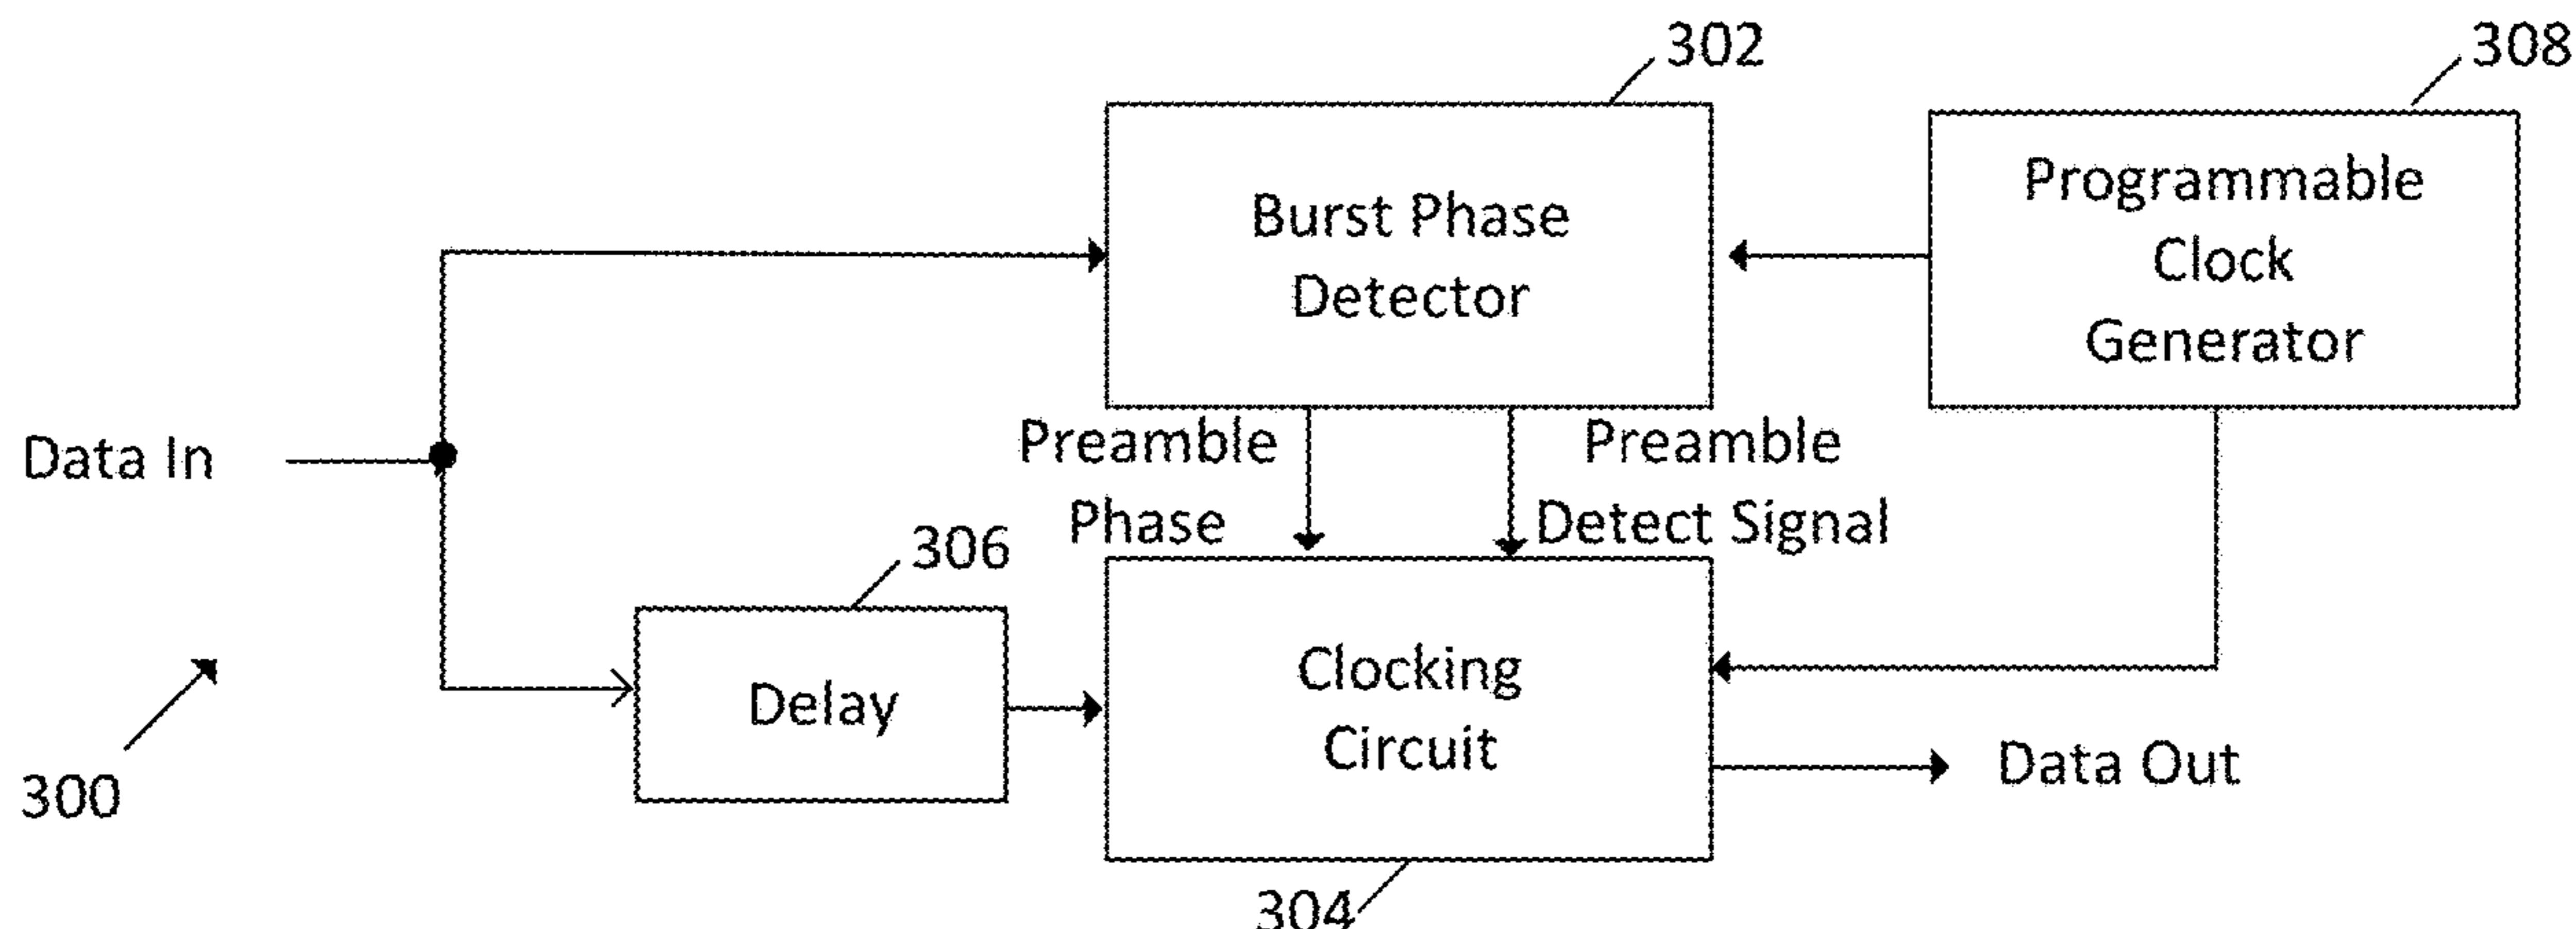 302
308
Burst Phase
Detector
Programmable
Clock
Generator
Data In
Preamble
Phase
Preamble
Detect Signal
306
Delay
Clocking
Circuit
Data Out
300
304